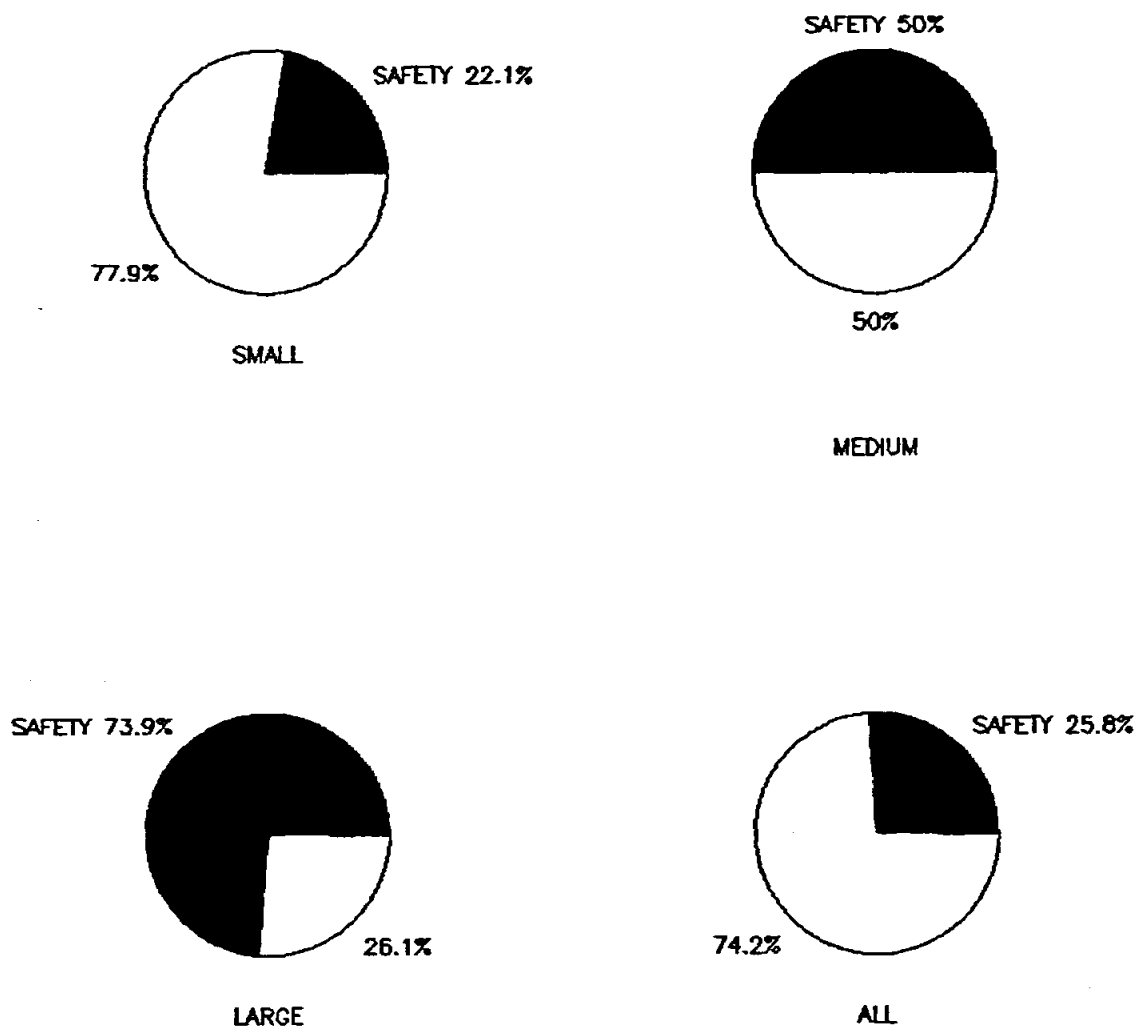 SAFETY 22.1%
77.9%
SMALL
SAFETY 50%
50%
MEDIUM
SAFETY 73.9%
26.1%
LARGE
SAFETY 25.8%
74.2%
ALL